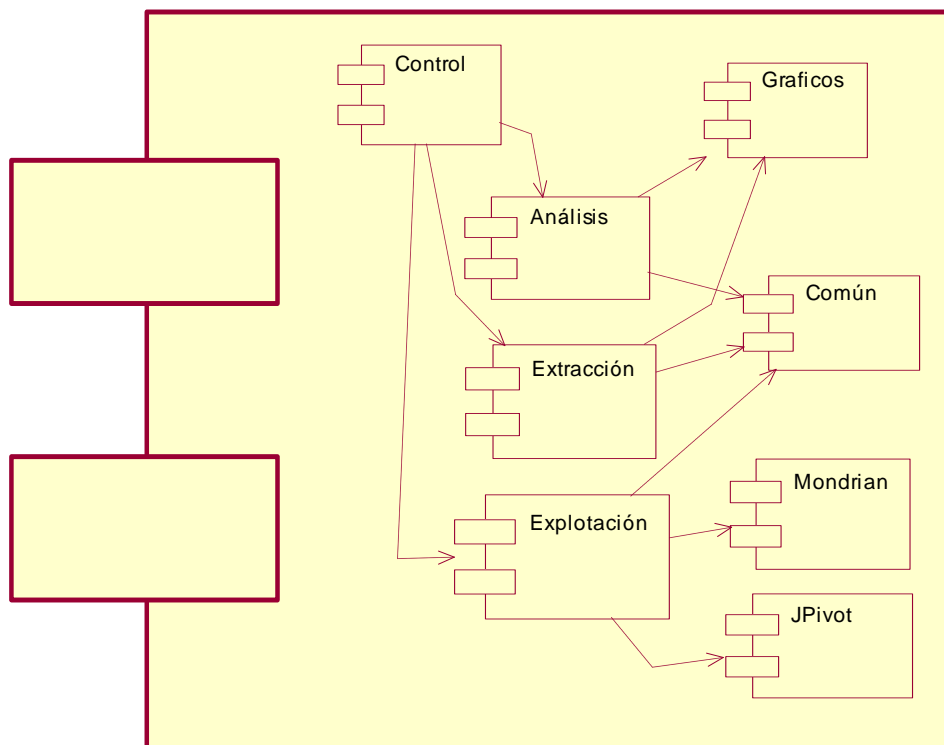 Control
Graficos
Análisis
Común
Extracción
Mondrian
Explotación
JPivot